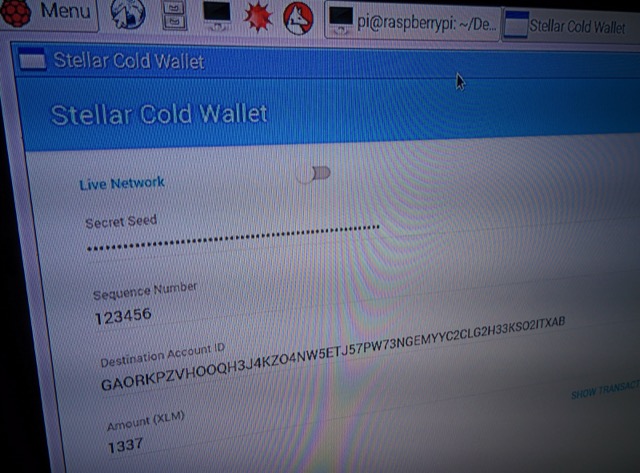 Menu
pi@raspberrypi: ~/De...
Stellar Cold Wallet
Stellar Cold Wallet
Stellar Cold Wallet
Live Network
Secret Seed
Sequence Number
123456
Destination Account ID
GAORKPZVHOOQH3J4KZO4NW5ETJ57PW73NGEMYYC2CLG2H33KSO2ITXAB
SHOW TRANSACT
Amount (XLM)
1337